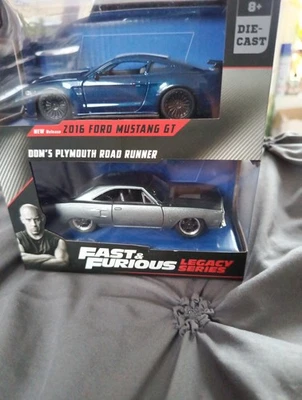 8+
DIE-
CAST
NEW Release 2016 FORD MUSTANG GT
DOM'S PLYMOUTH ROAD RUNNER
FAST &
FURIOUS
LEGACY
SERIES